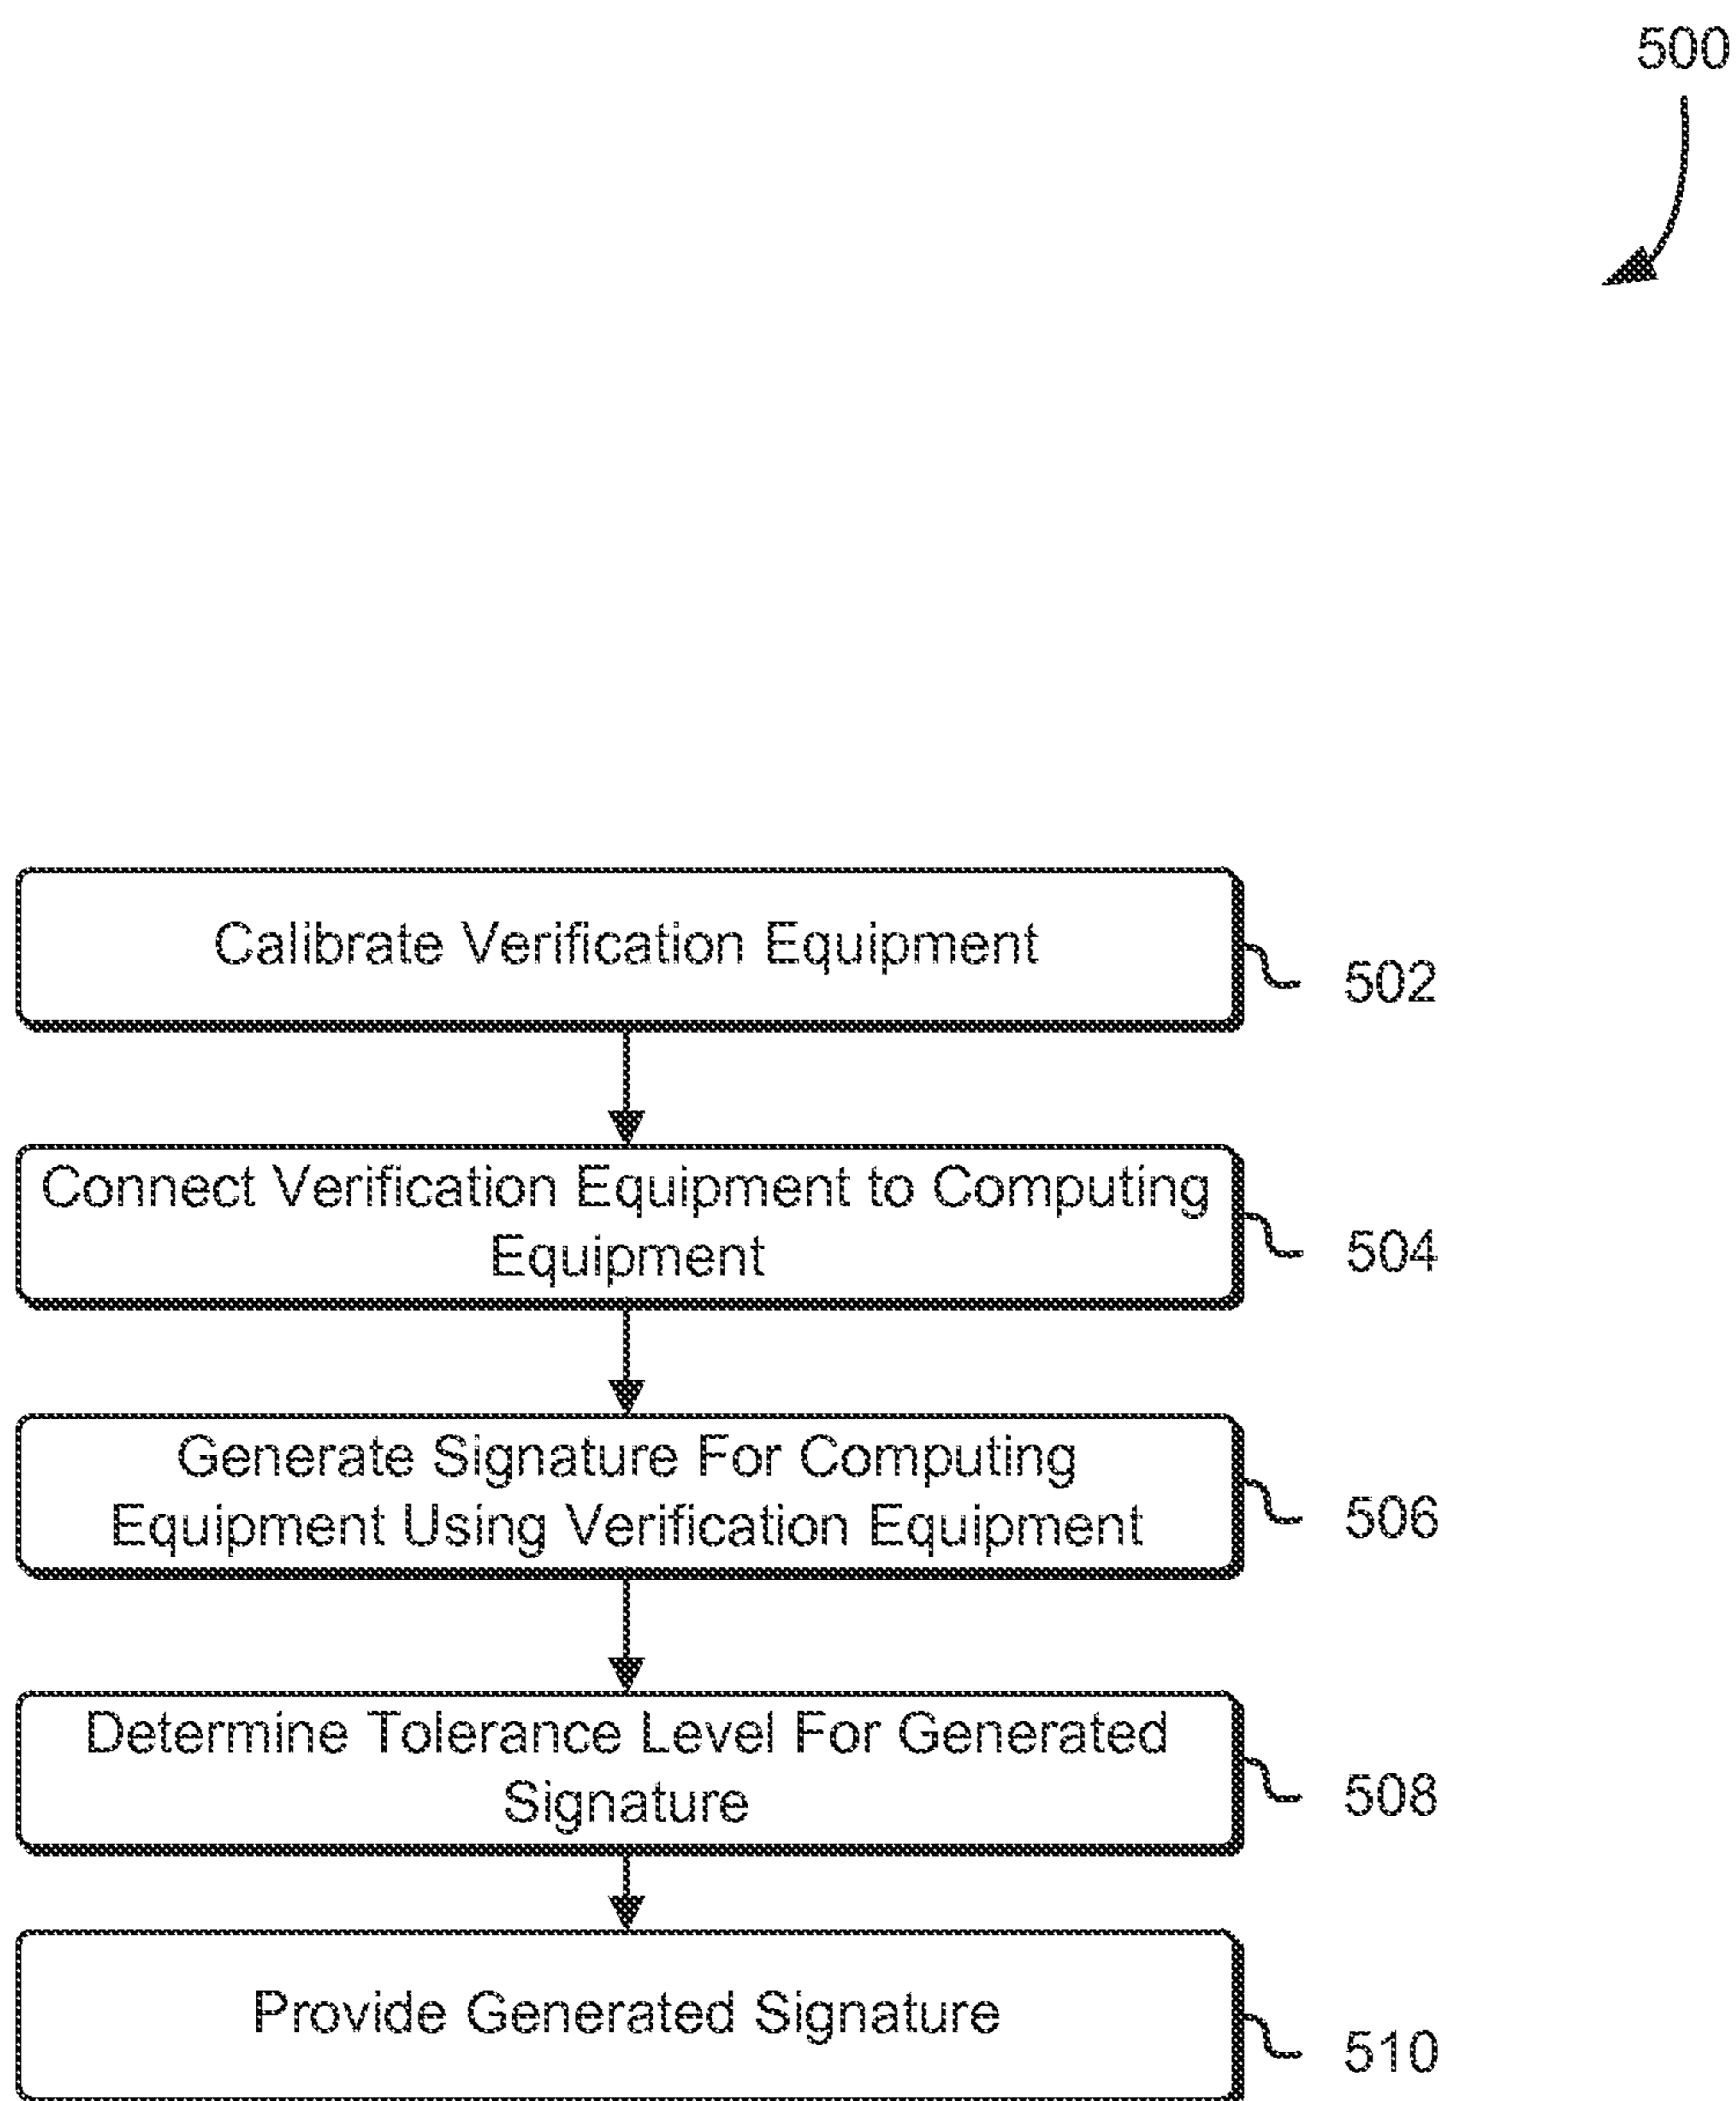 500
Calibrate Verification Equipment
502
Connect Verification Equipment to Computing
Equipment
504
Generate Signature For Computing
Equipment Using Verification Equipment
506
Determine Tolerance Level For Generated
Signature
508
Provide Generated Signature
510